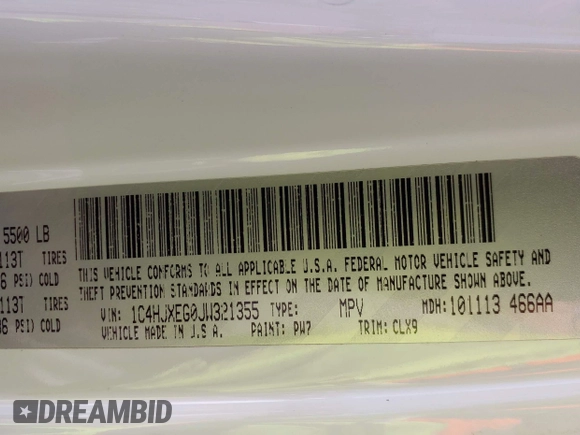 5500 LB
113T TIRES
6 PSI) COLD
113T TIRES
36 PSI) COLD
THIS VEHICLE CONFORMS TO ALL APPLICABLE U.S.A. FEDERAL MOTOR VEHICLE SAFETY AND
THEFT PREVENTION STANDARDS IN EFFECT ON THE DATE OF MANUFACTURE SHOWN ABOVE.
VIN: 1C4HJXEG0JW321355 TYPE: MPV MDH: 101113 466AA
VEHICLE MADE IN U.S.A PAINT: PW7 TRIM: CLX9
DREAMBID